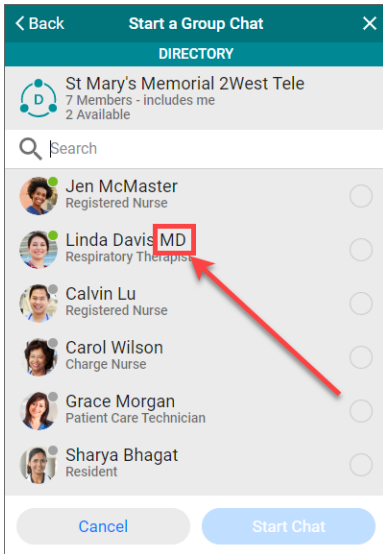 Back Start a Group Chat
DIRECTORY
D
St Mary's Memorial 2West Tele
7 Members - includes me
2 Available
Search
Jen McMaster
Registered Nurse
Linda Davis MD
Respiratory Therapist
Calvin Lu
Registered Nurse
Carol Wilson
Charge Nurse
Grace Morgan
Patient Care Technician
Sharya Bhagat
Resident
Cancel Start Chat